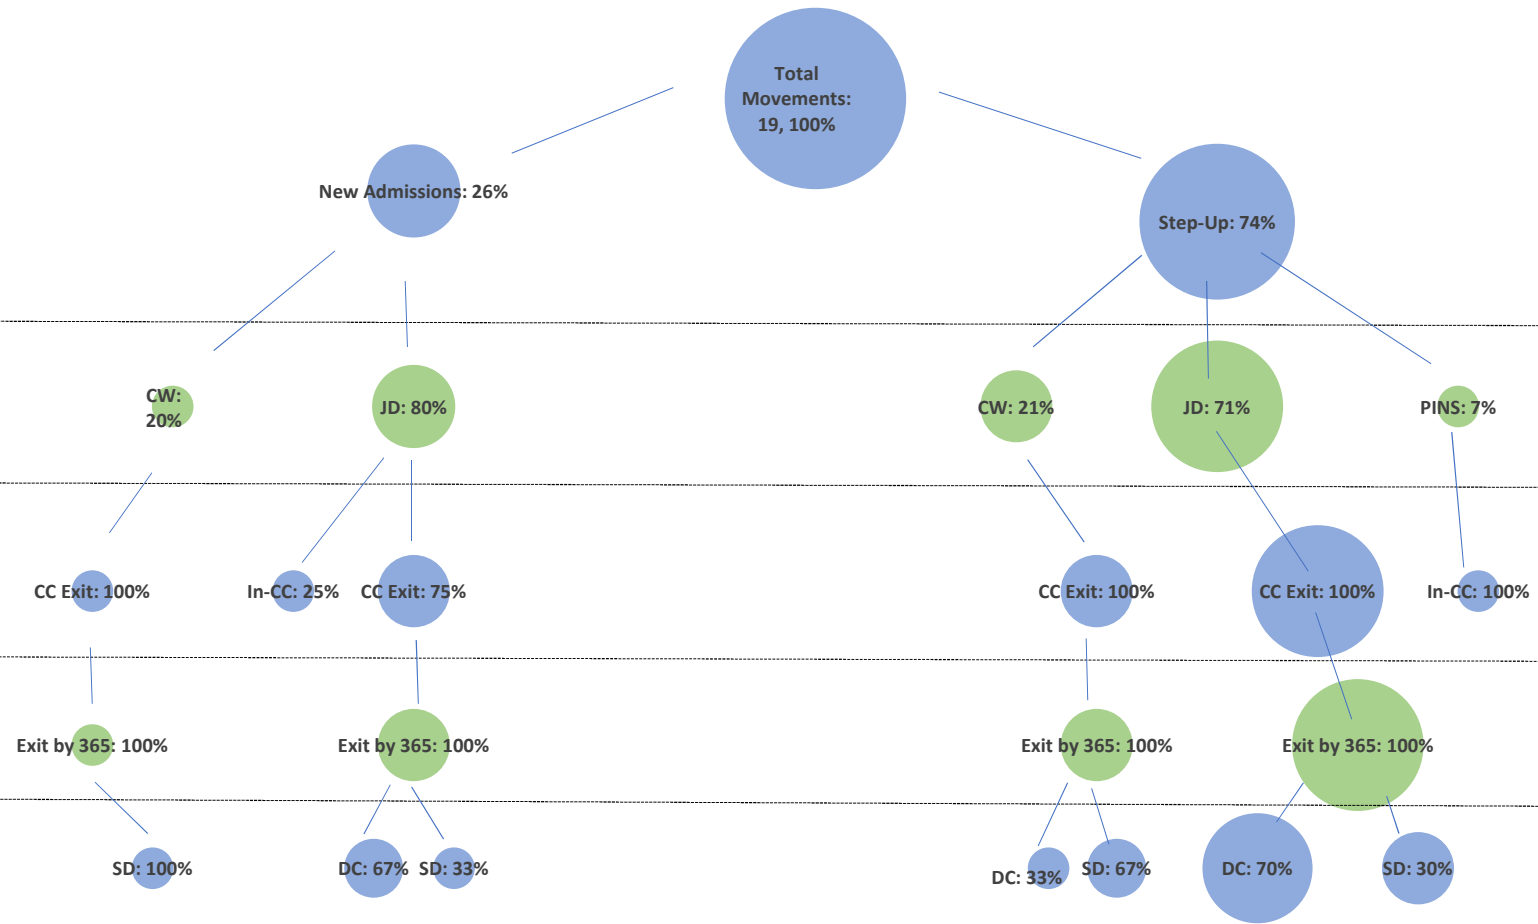 Total
Movements:
19, 100%
New Admissions: 26%
Step-Up: 74%
CW:
20%
JD: 80%
CW: 21%
JD: 71%
PINS: 7%
CC Exit: 100%
In-CC: 25%
CC Exit: 75%
CC Exit: 100%
CC Exit: 100%
In-CC: 100%
Exit by 365: 100%
Exit by 365: 100%
Exit by 365: 100%
Exit by 365: 100%
SD: 100%
DC: 67%
SD: 33%
DC: 33%
SD: 67%
DC: 70%
SD: 30%